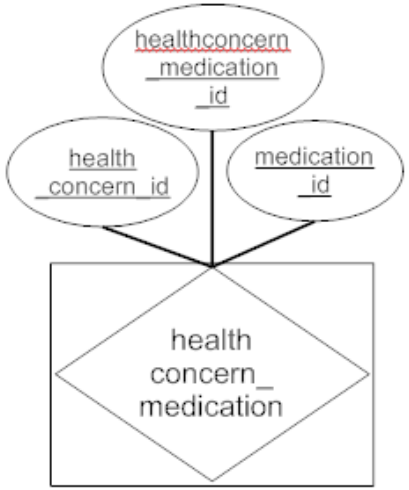 healthconcern
_medication
_id
health
_concern_id
medication
_id
health
concern_
medication